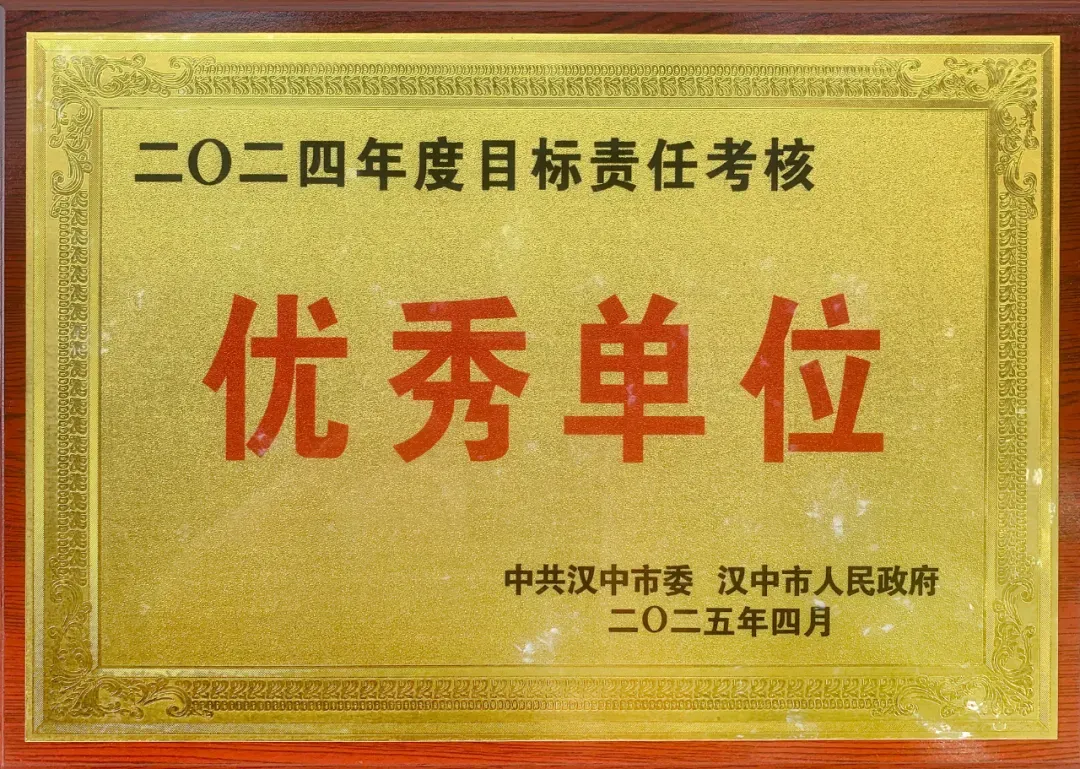 二〇二四年度目标责任考核
优秀单位
中共汉中市委 汉中市人民政府
二〇二五年四月